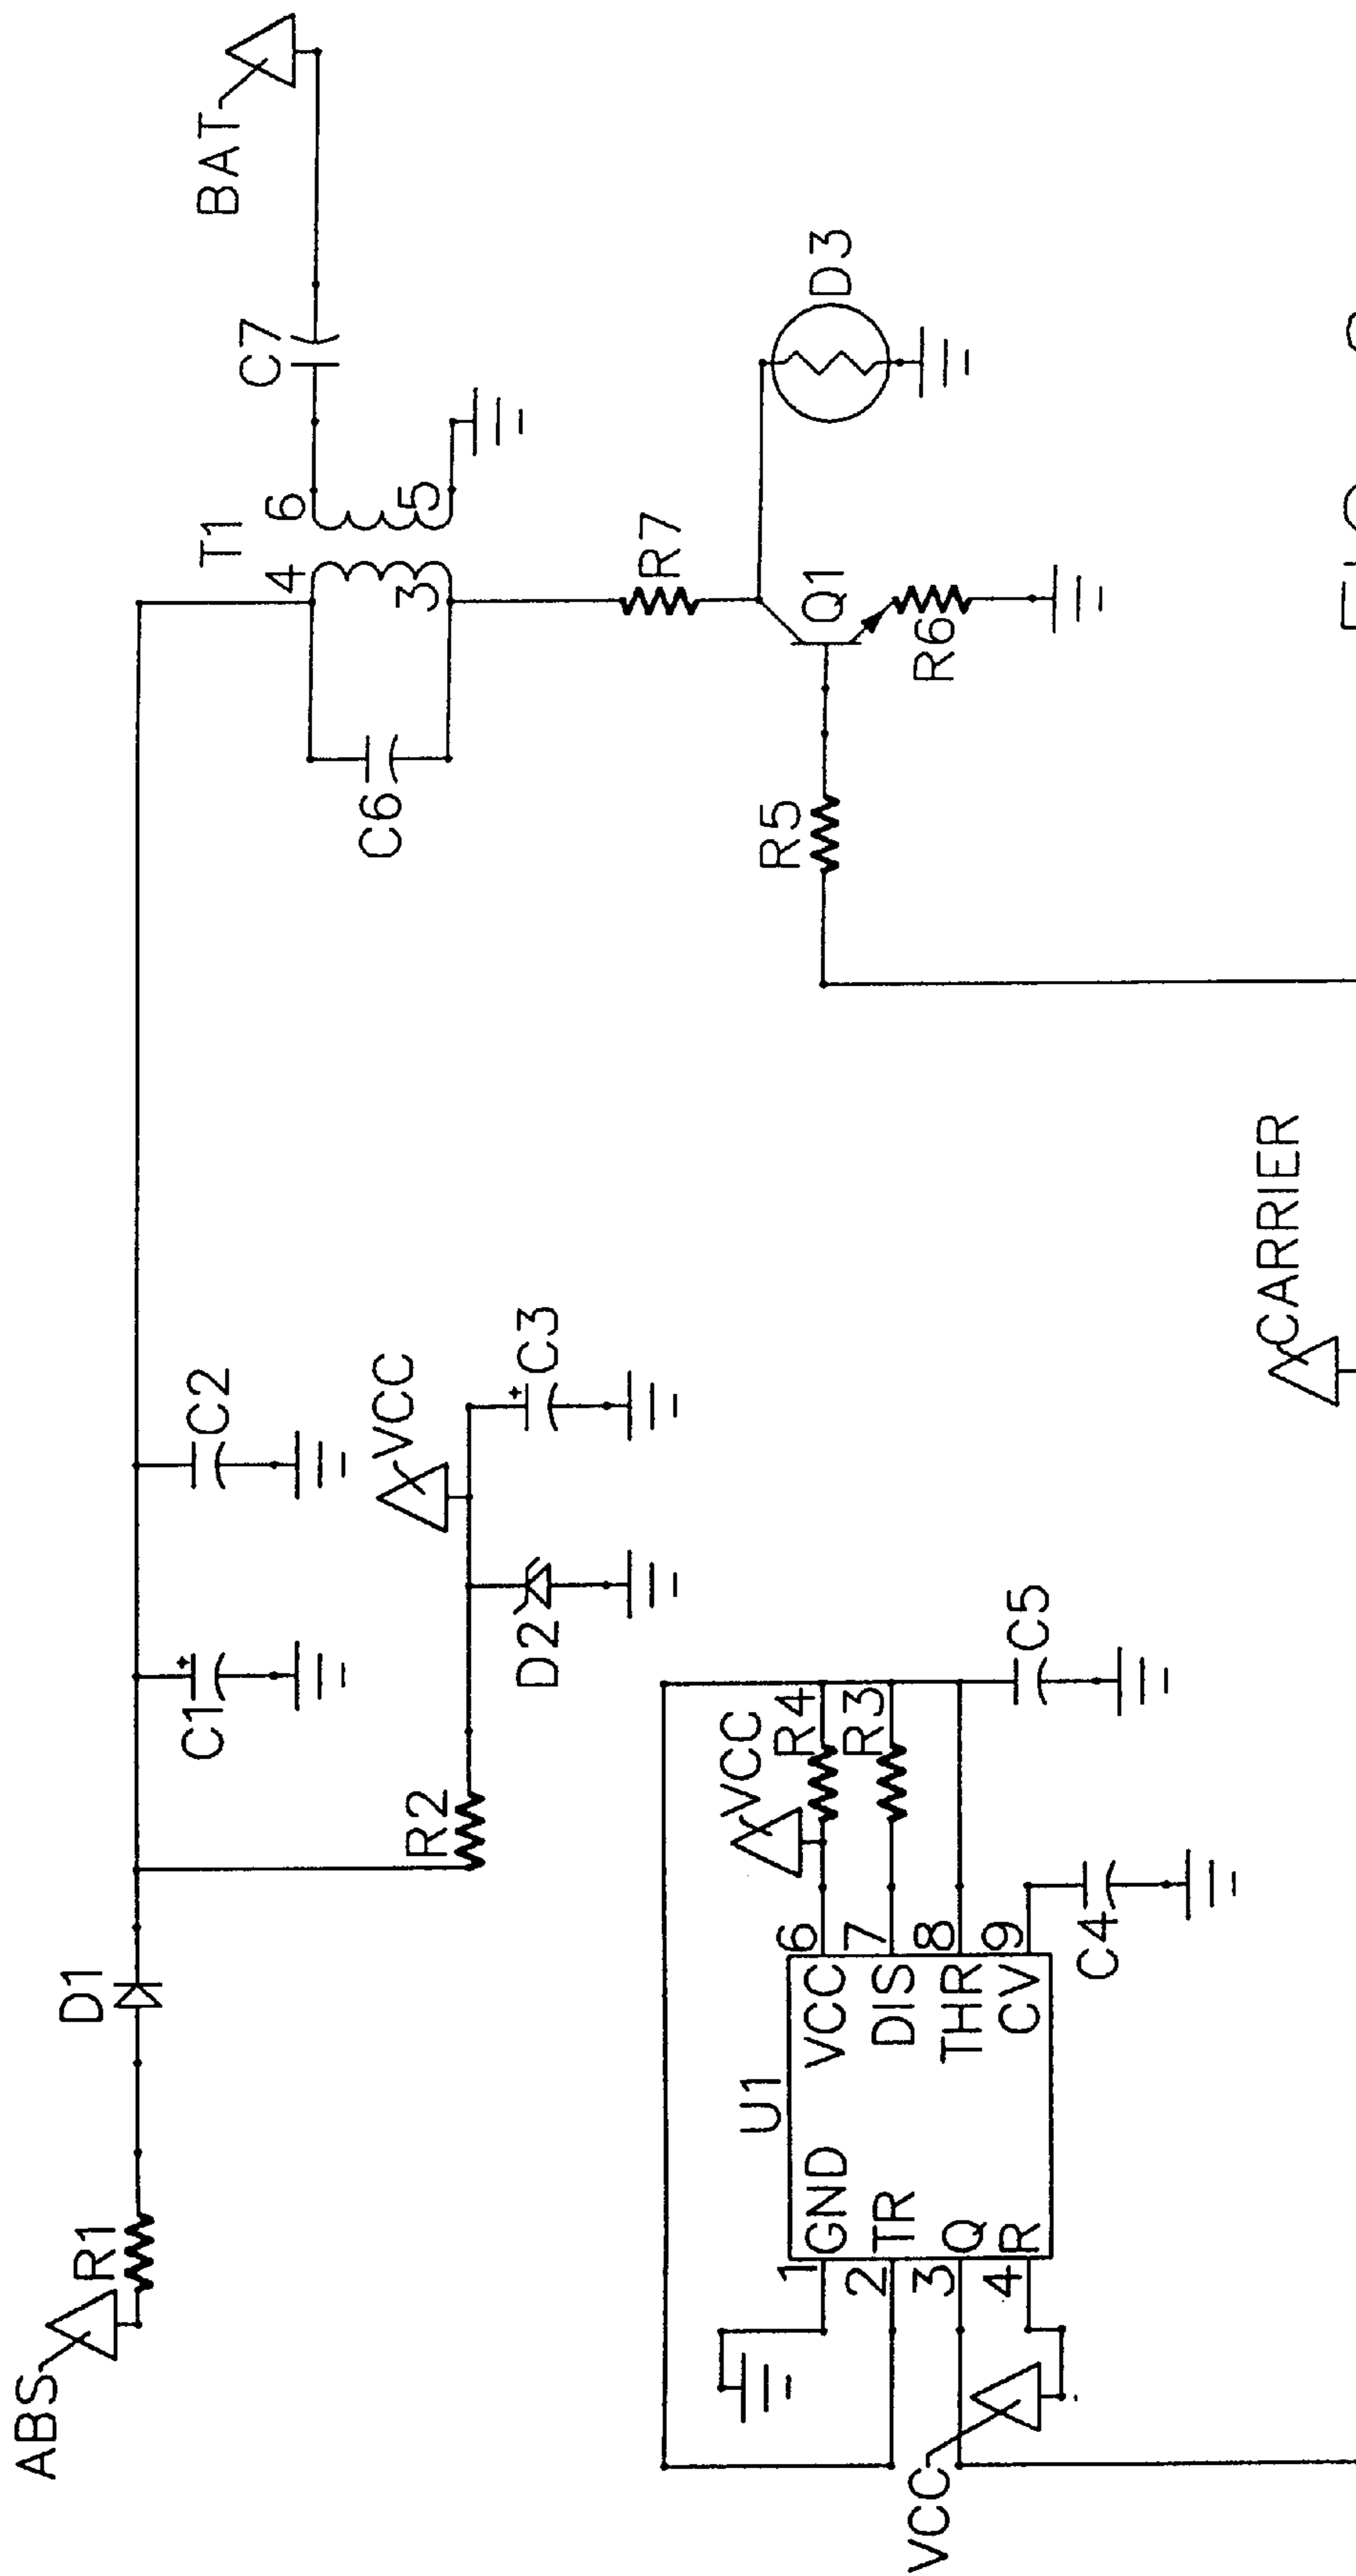 ABS
R1
D1
C1
C2
R2
D2
VCC
C3
T1
4
6
3
5
C6
C7
BAT
R7
Q1
D3
R5
R6
U1
1
GND
2
TR
3
Q
4
R
VCC
6
VCC
7
DIS
8
THR
9
CV
VCC
R4
R3
C5
C4
CARRIER